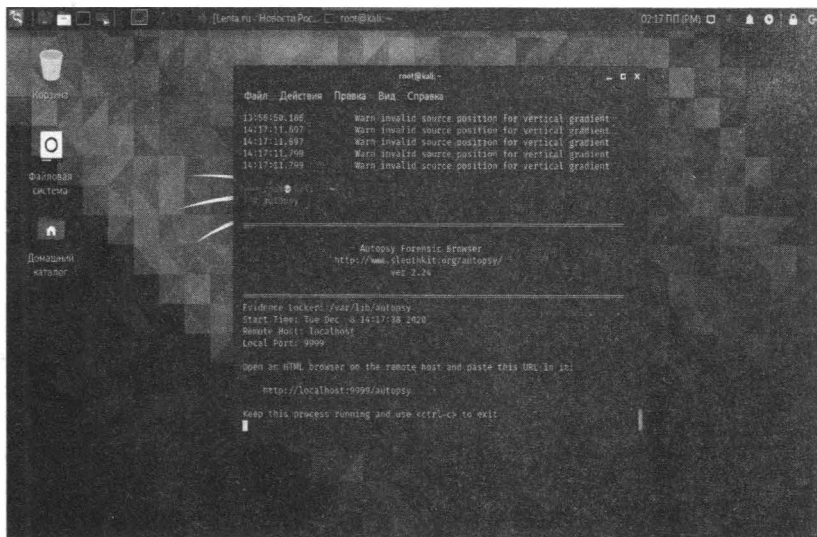 [Lenta.ru - Новости Рос... root@kali: ~ 02:17 ПП (PM)
Корзина
Файловая
система
Домашний
каталог
root@kali: ~
Файл Действия Правка Вид Справка
Warn invalid source position for vertical gradient
14:17:11.697 Warn invalid source position for vertical gradient
14:17:11.697 Warn invalid source position for vertical gradient
14:17:11.799 Warn invalid source position for vertical gradient
14:17:11.799 Warn invalid source position for vertical gradient
autopsy
Autopsy Forensic Browser
http://www.sleuthkit.org/autopsy/
ver 2.24
Evidence Locker: /var/lib/autopsy
Start Time: Tue Dec 8 14:17:38 2020
Remote Host: localhost
Local Port: 9999
Open an HTML browser on the remote host and paste this URL in it:
http://localhost:9999/autopsy
Keep this process running and use <ctrl-c> to exit